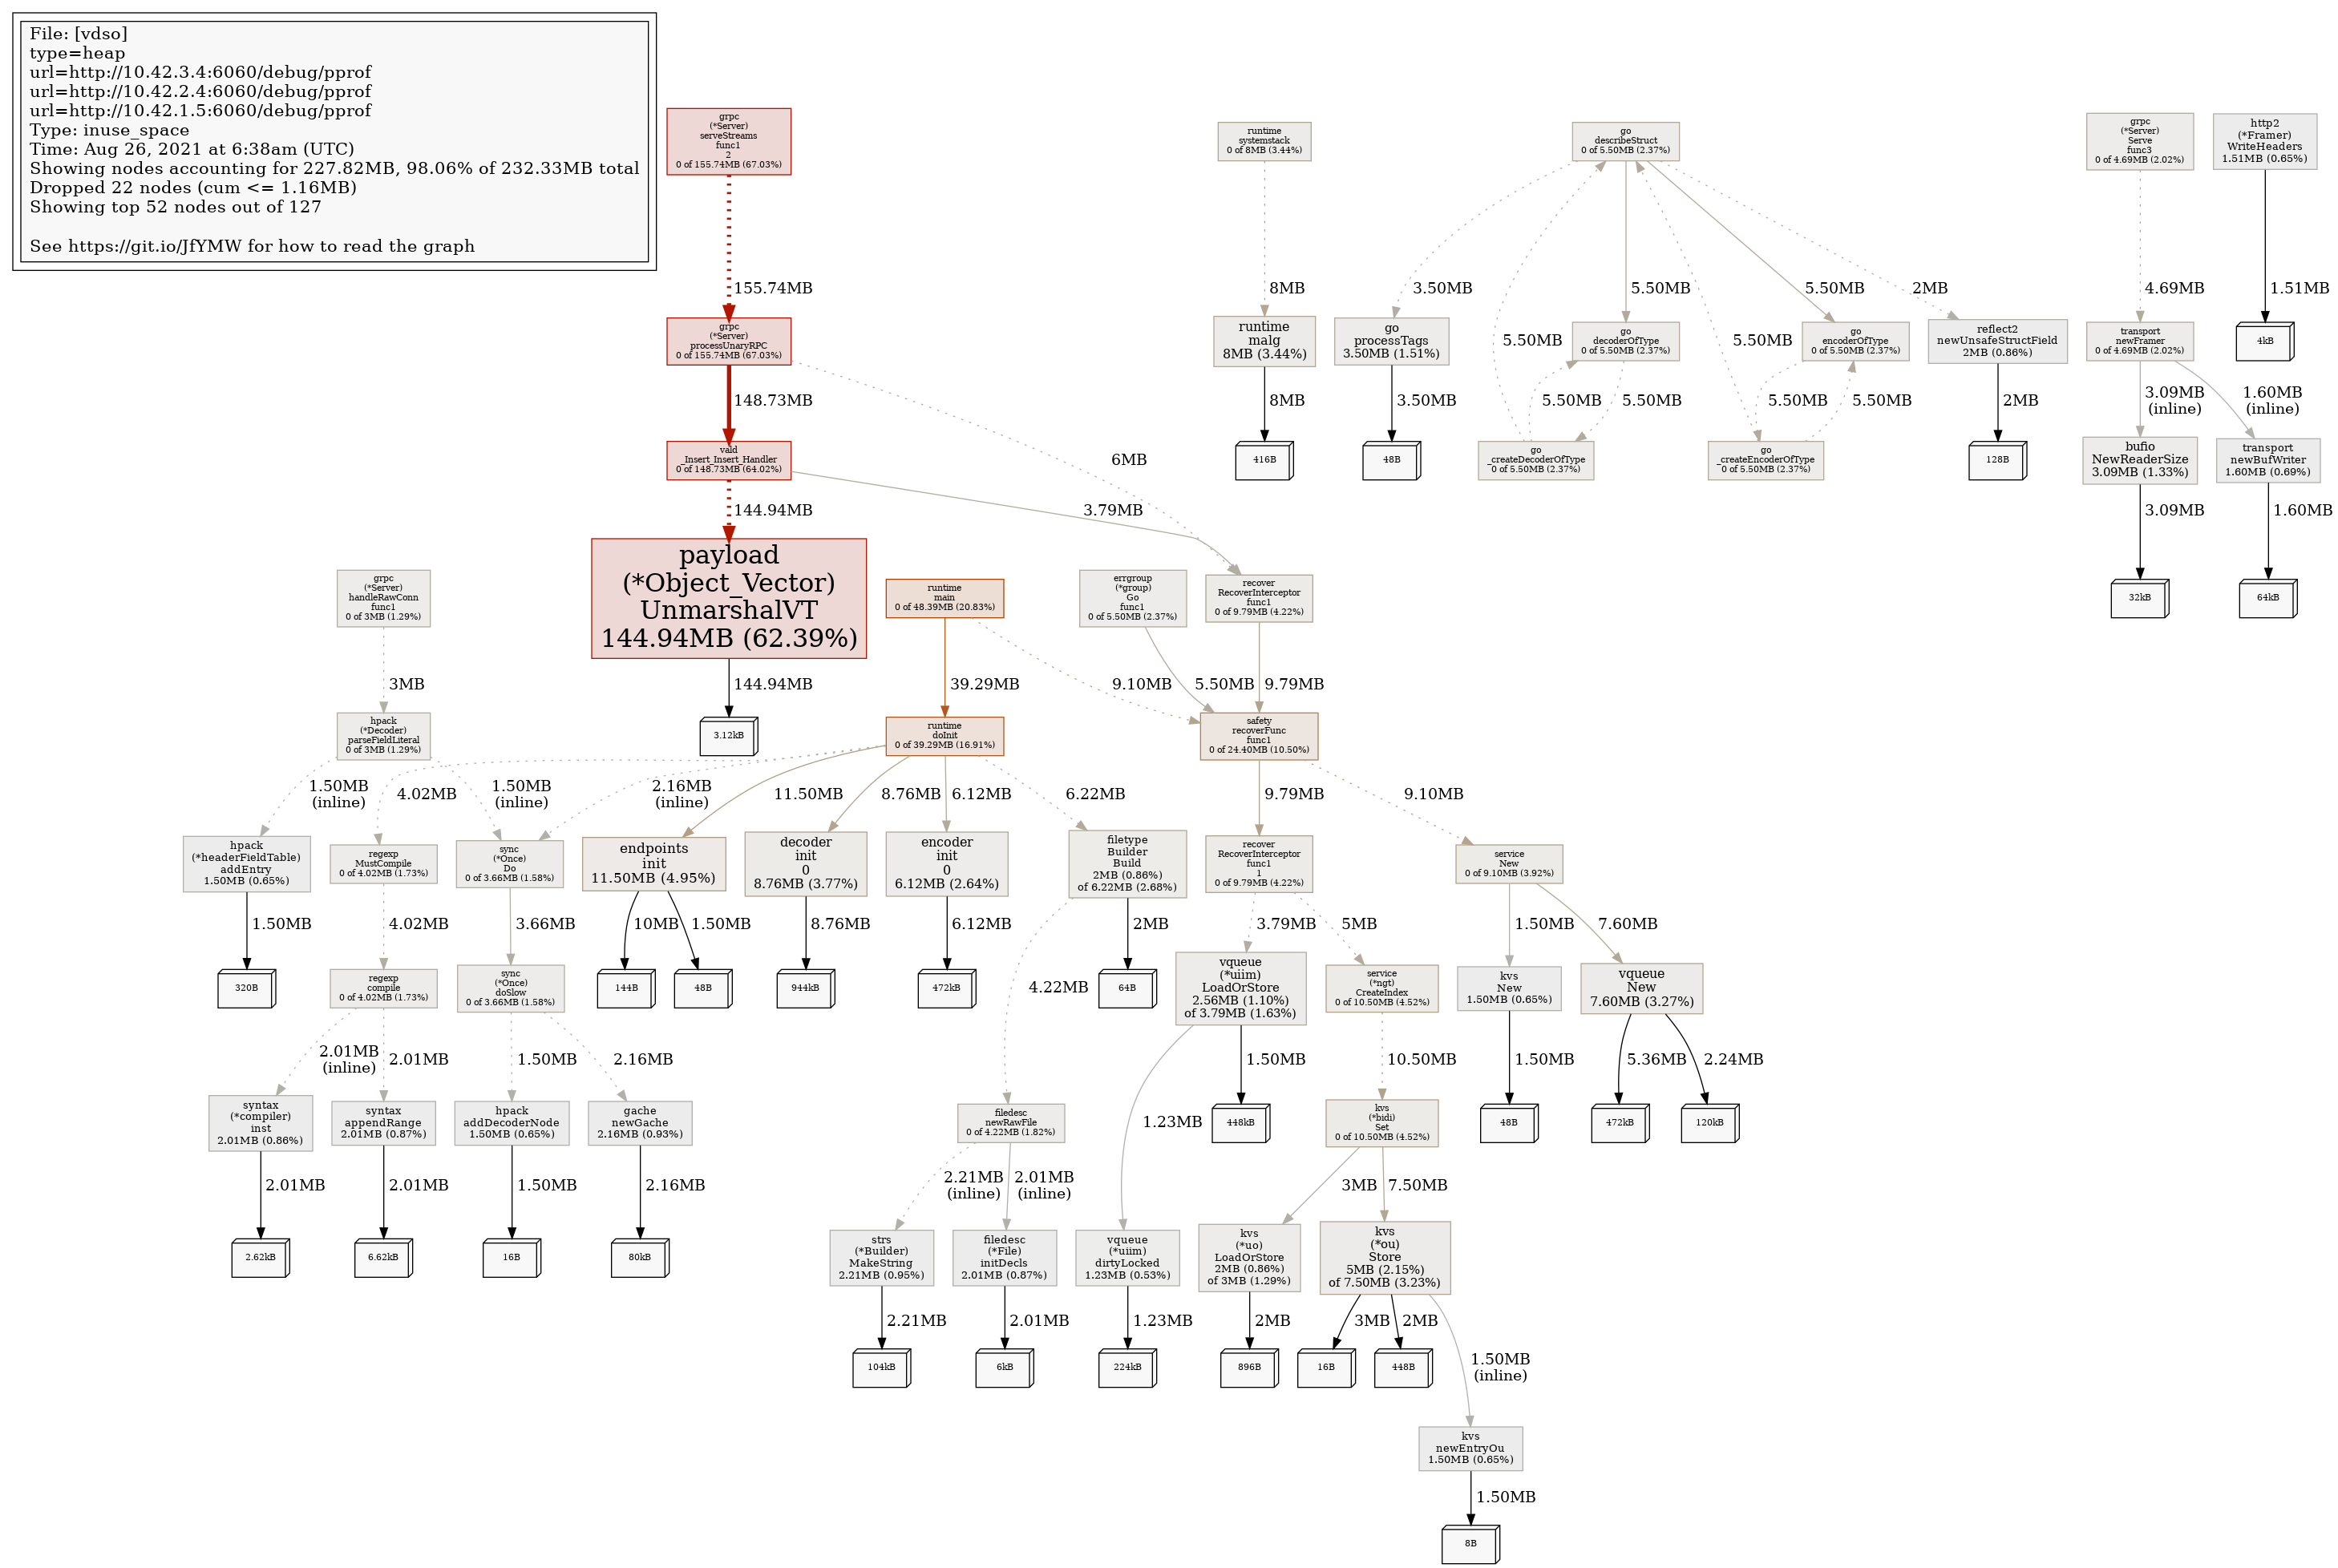 File: [vdso]
type=heap
url=http://10.42.3.4:6060/debug/pprof
url=http://10.42.2.4:6060/debug/pprof
url=http://10.42.1.5:6060/debug/pprof
Type: inuse_space
Time: Aug 26, 2021 at 6:38am (UTC)
Showing nodes accounting for 227.82MB, 98.06% of 232.33MB total
Dropped 22 nodes (cum <= 1.16MB)
Showing top 52 nodes out of 127
See https://git.io/JfYMW for how to read the graph
grpc
(*Server)
serveStreams
func1
2
0 of 155.74MB (67.03%)
runtime
systemstack
0 of 8MB (3.44%)
go
describeStruct
0 of 5.50MB (2.37%)
grpc
(*Server)
Serve
func3
0 of 4.69MB (2.02%)
http2
(*Framer)
WriteHeaders
1.51MB (0.65%)
155.74MB
8MB
3.50MB
5.50MB
5.50MB
2MB
4.69MB
1.51MB
grpc
(*Server)
processUnaryRPC
0 of 155.74MB (67.03%)
runtime
malg
8MB (3.44%)
go
processTags
3.50MB (1.51%)
5.50MB
go
decoderOfType
0 of 5.50MB (2.37%)
5.50MB
go
encoderOfType
0 of 5.50MB (2.37%)
reflect2
newUnsafeStructField
2MB (0.86%)
transport
newFramer
0 of 4.69MB (2.02%)
4kB
148.73MB
8MB
3.50MB
5.50MB
5.50MB
5.50MB
5.50MB
2MB
3.09MB
(inline)
1.60MB
(inline)
vald
_Insert_Insert_Handler
0 of 148.73MB (64.02%)
6MB
416B
48B
go
_createDecoderOfType
0 of 5.50MB (2.37%)
go
_createEncoderOfType
0 of 5.50MB (2.37%)
128B
bufio
NewReaderSize
3.09MB (1.33%)
transport
newBufWriter
1.60MB (0.69%)
144.94MB
3.79MB
3.09MB
1.60MB
grpc
(*Server)
handleRawConn
func1
0 of 3MB (1.29%)
payload
(*Object_Vector)
UnmarshalVT
144.94MB (62.39%)
runtime
main
0 of 48.39MB (20.83%)
errgroup
(*group)
Go
func1
0 of 5.50MB (2.37%)
recover
RecoverInterceptor
func1
0 of 9.79MB (4.22%)
32kB
64kB
3MB
144.94MB
39.29MB
9.10MB
5.50MB
9.79MB
hpack
(*Decoder)
parseFieldLiteral
0 of 3MB (1.29%)
3.12kB
runtime
doInit
0 of 39.29MB (16.91%)
safety
recoverFunc
func1
0 of 24.40MB (10.50%)
1.50MB
(inline)
4.02MB
1.50MB
(inline)
2.16MB
(inline)
11.50MB
8.76MB
6.12MB
6.22MB
9.79MB
9.10MB
hpack
(*headerFieldTable)
addEntry
1.50MB (0.65%)
regexp
MustCompile
0 of 4.02MB (1.73%)
sync
(*Once)
Do
0 of 3.66MB (1.58%)
endpoints
init
11.50MB (4.95%)
decoder
init
0
8.76MB (3.77%)
encoder
init
0
6.12MB (2.64%)
filetype
Builder
Build
2MB (0.86%)
of 6.22MB (2.68%)
recover
RecoverInterceptor
func1
1
0 of 9.79MB (4.22%)
service
New
0 of 9.10MB (3.92%)
1.50MB
4.02MB
3.66MB
10MB
1.50MB
8.76MB
6.12MB
2MB
3.79MB
5MB
1.50MB
7.60MB
320B
regexp
compile
0 of 4.02MB (1.73%)
sync
(*Once)
doSlow
0 of 3.66MB (1.58%)
144B
48B
944kB
472kB
4.22MB
64B
vqueue
(*uiim)
LoadOrStore
2.56MB (1.10%)
of 3.79MB (1.63%)
service
(*ngt)
CreateIndex
0 of 10.50MB (4.52%)
kvs
New
1.50MB (0.65%)
vqueue
New
7.60MB (3.27%)
2.01MB
(inline)
2.01MB
1.50MB
2.16MB
1.50MB
10.50MB
1.50MB
5.36MB
2.24MB
syntax
(*compiler)
inst
2.01MB (0.86%)
syntax
appendRange
2.01MB (0.87%)
hpack
addDecoderNode
1.50MB (0.65%)
gache
newGache
2.16MB (0.93%)
filedesc
newRawFile
0 of 4.22MB (1.82%)
1.23MB
448kB
kvs
(*bidi)
Set
0 of 10.50MB (4.52%)
48B
472kB
120kB
2.01MB
2.01MB
1.50MB
2.16MB
2.21MB
(inline)
2.01MB
(inline)
3MB
7.50MB
2.62kB
6.62kB
16B
80kB
strs
(*Builder)
MakeString
2.21MB (0.95%)
filedesc
(*File)
initDecls
2.01MB (0.87%)
vqueue
(*uiim)
dirtyLocked
1.23MB (0.53%)
kvs
(*uo)
LoadOrStore
2MB (0.86%)
of 3MB (1.29%)
kvs
(*ou)
Store
5MB (2.15%)
of 7.50MB (3.23%)
2.21MB
2.01MB
1.23MB
2MB
3MB
2MB
1.50MB
(inline)
104kB
6kB
224kB
896B
16B
448B
kvs
newEntryOu
1.50MB (0.65%)
1.50MB
8B